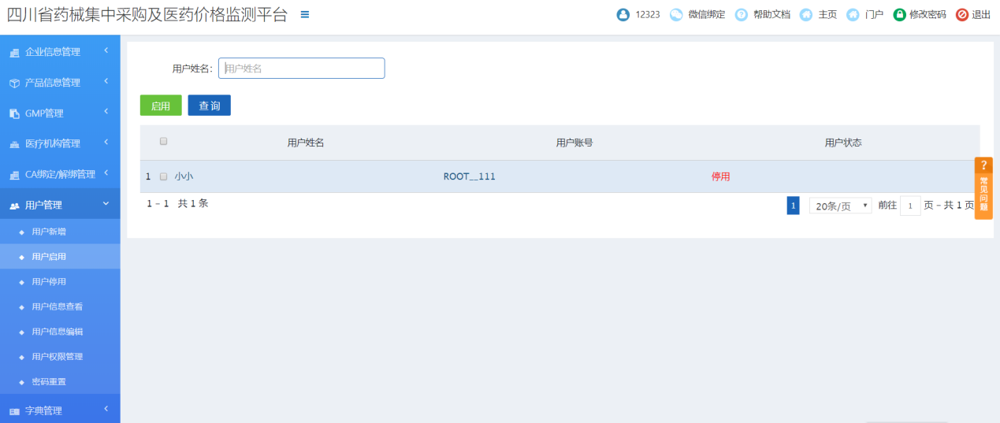 四川省药械集中采购及医药价格监测平台
12323 微信绑定 帮助文档 主页 门户 修改密码 退出
企业信息管理
产品信息管理
GMP管理
医疗机构管理
CA绑定/解绑管理
用户管理
用户新增
用户启用
用户停用
用户信息查看
用户信息编辑
用户权限管理
密码重置
字典管理
用户姓名: 用户姓名
启用 查询
用户姓名 用户账号 用户状态
1 小小 ROOT__111 停用
1 - 1 共 1 条
1 20条/页 前往 1 页 - 共 1 页
?
常见问题